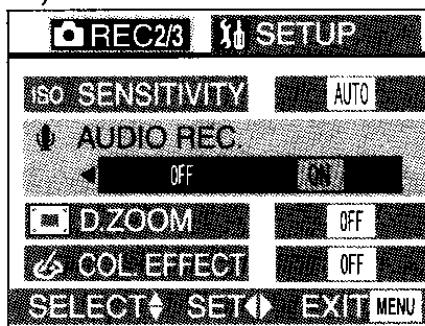 REC2/3 SETUP
ISO SENSITIVITY AUTO
AUDIO REC.
OFF ON
D.ZOOM OFF
COL. EFFECT OFF
SELECT SET EXIT MENU